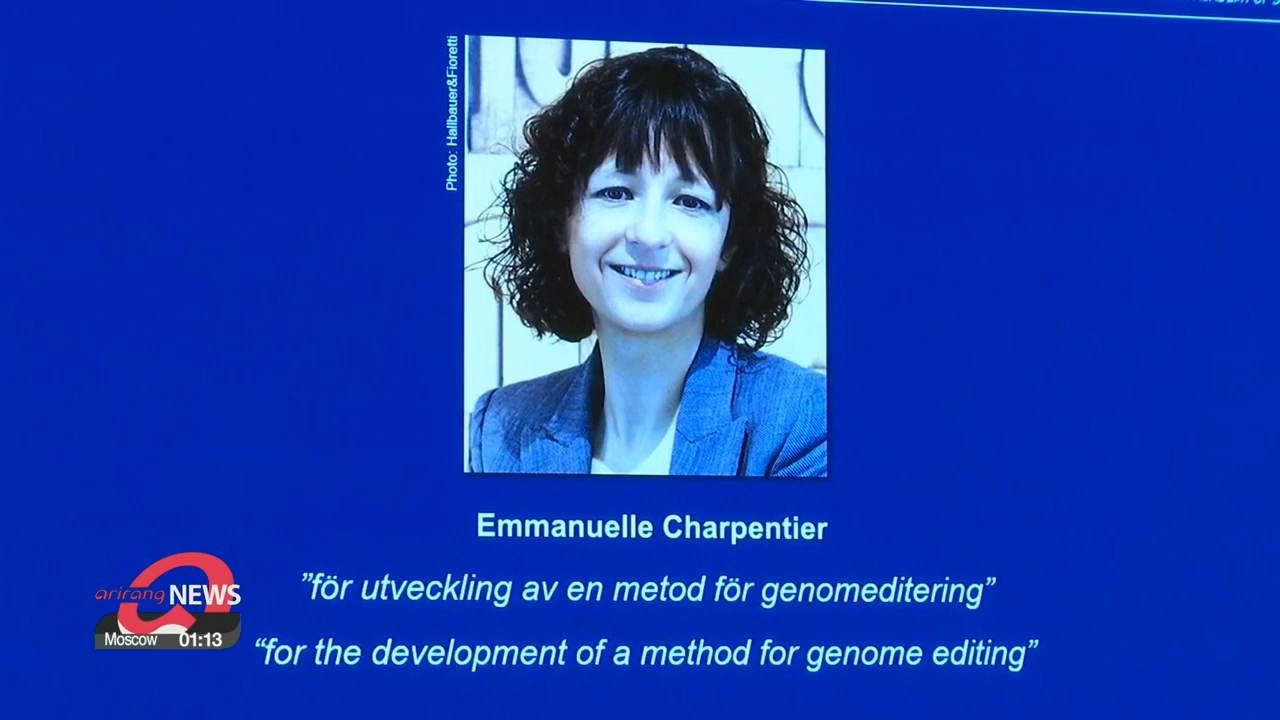 Photo: Hallbauer&Fioretti
Emmanuelle Charpentier
”för utveckling av en metod för genomeditering”
“for the development of a method for genome editing”
arirang NEWS
Moscow 01:13